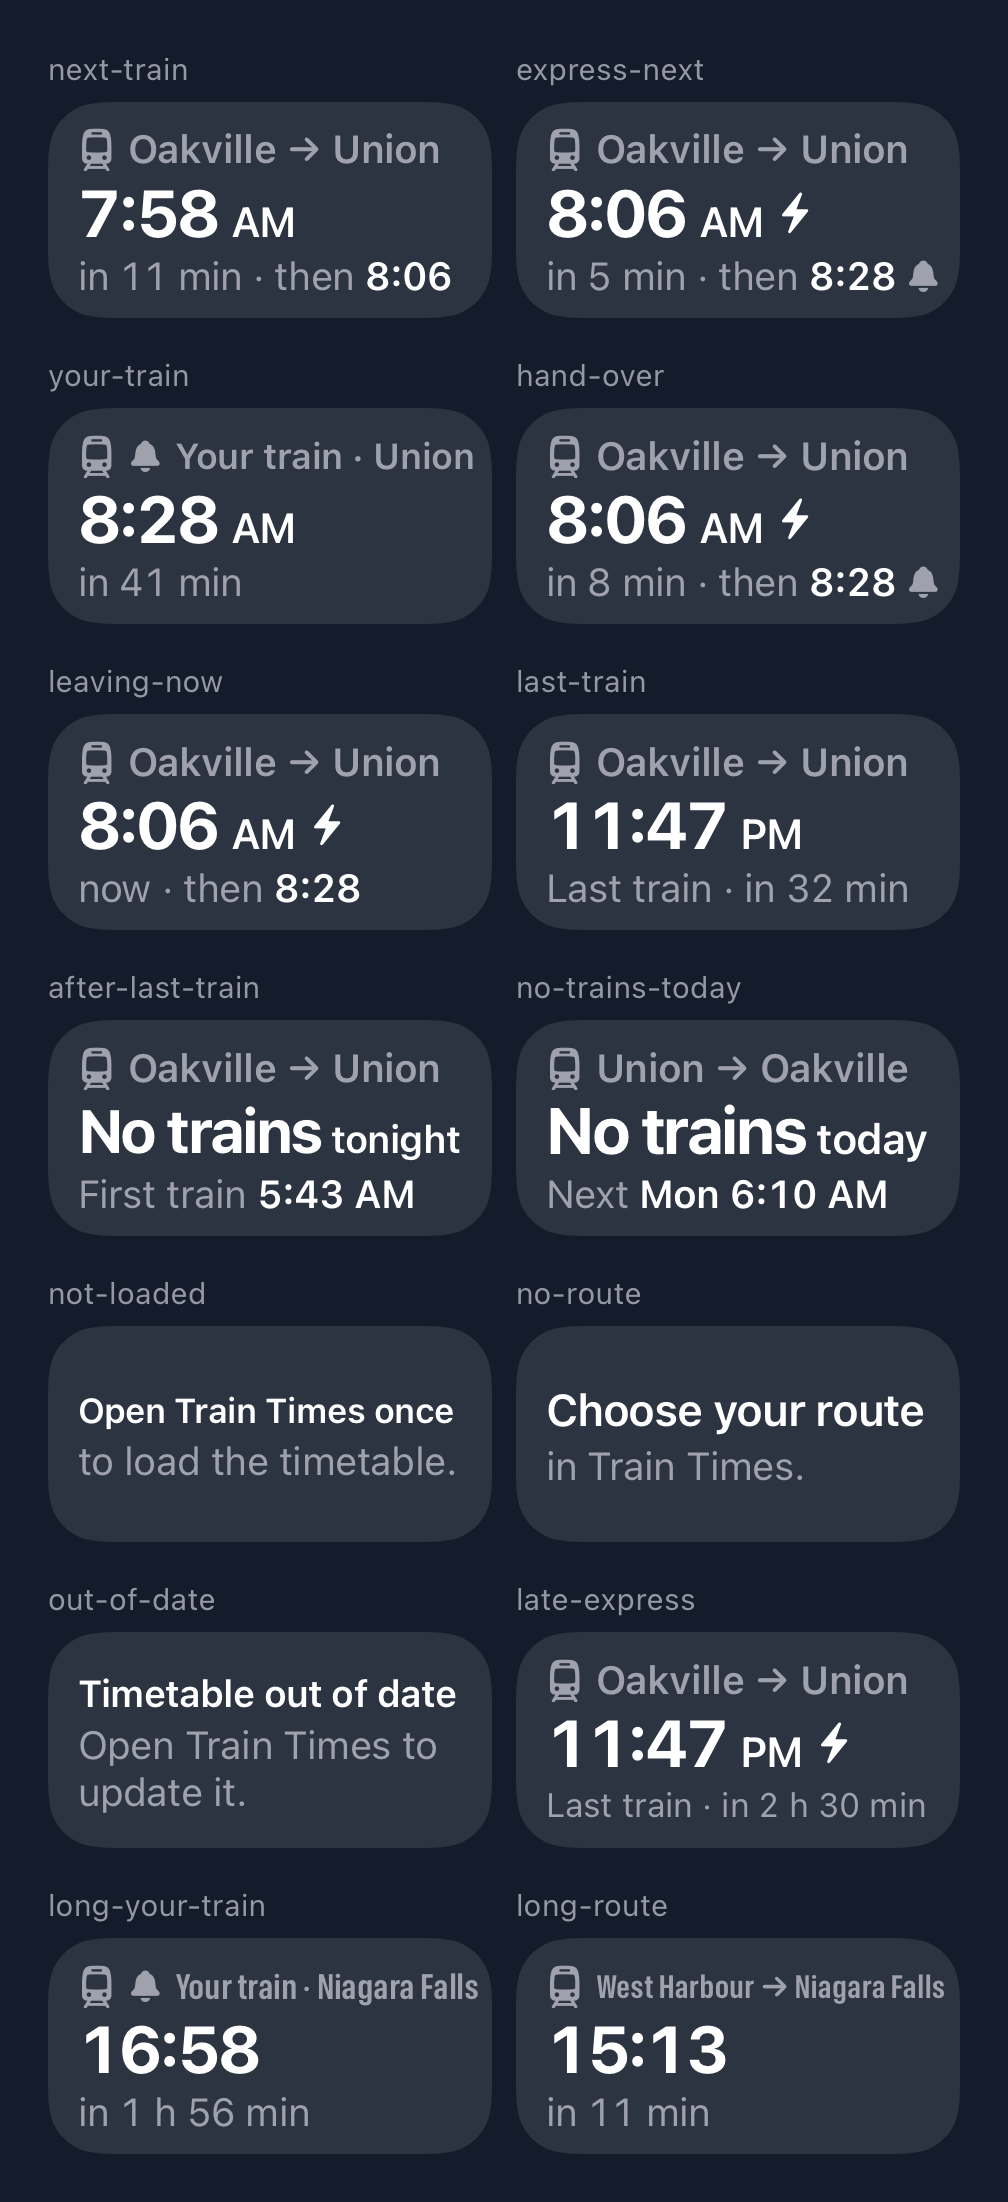 next-train
Oakville → Union
7:58 AM
in 11 min · then 8:06
express-next
Oakville → Union
8:06 AM
in 5 min · then 8:28
your-train
Your train · Union
8:28 AM
in 41 min
hand-over
Oakville → Union
8:06 AM
in 8 min · then 8:28
leaving-now
Oakville → Union
8:06 AM
now · then 8:28
last-train
Oakville → Union
11:47 PM
Last train · in 32 min
after-last-train
Oakville → Union
No trains tonight
First train 5:43 AM
no-trains-today
Union → Oakville
No trains today
Next Mon 6:10 AM
not-loaded
Open Train Times once
to load the timetable.
no-route
Choose your route
in Train Times.
out-of-date
Timetable out of date
Open Train Times to
update it.
late-express
Oakville → Union
11:47 PM
Last train · in 2 h 30 min
long-your-train
Your train · Niagara Falls
16:58
in 1 h 56 min
long-route
West Harbour → Niagara Falls
15:13
in 11 min